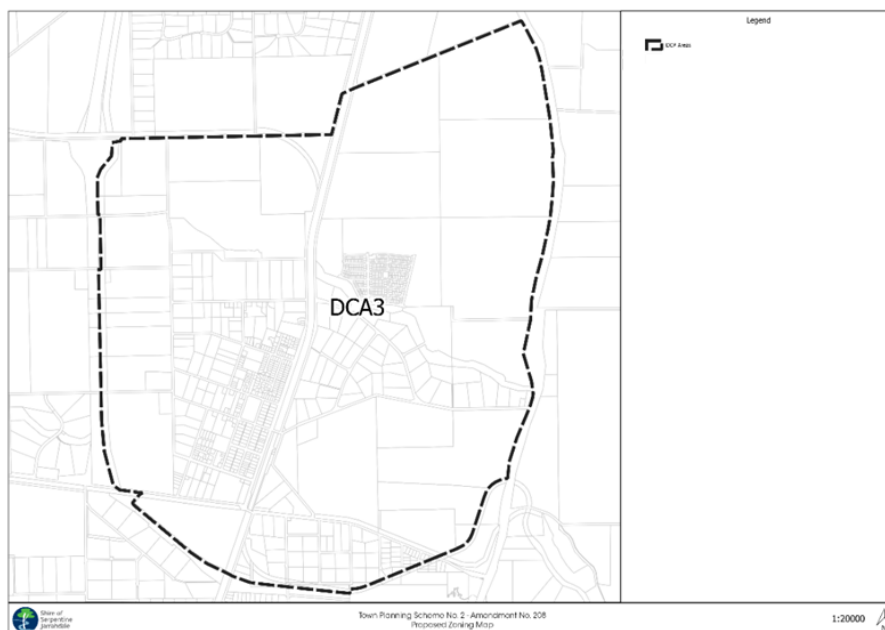 Legend
DCP Areas
DCA3
Shire of
Serpentine
Jarrahdale
Town Planning Scheme No. 2 - Amendment No. 208
Proposed Zoning Map
1:20000
N